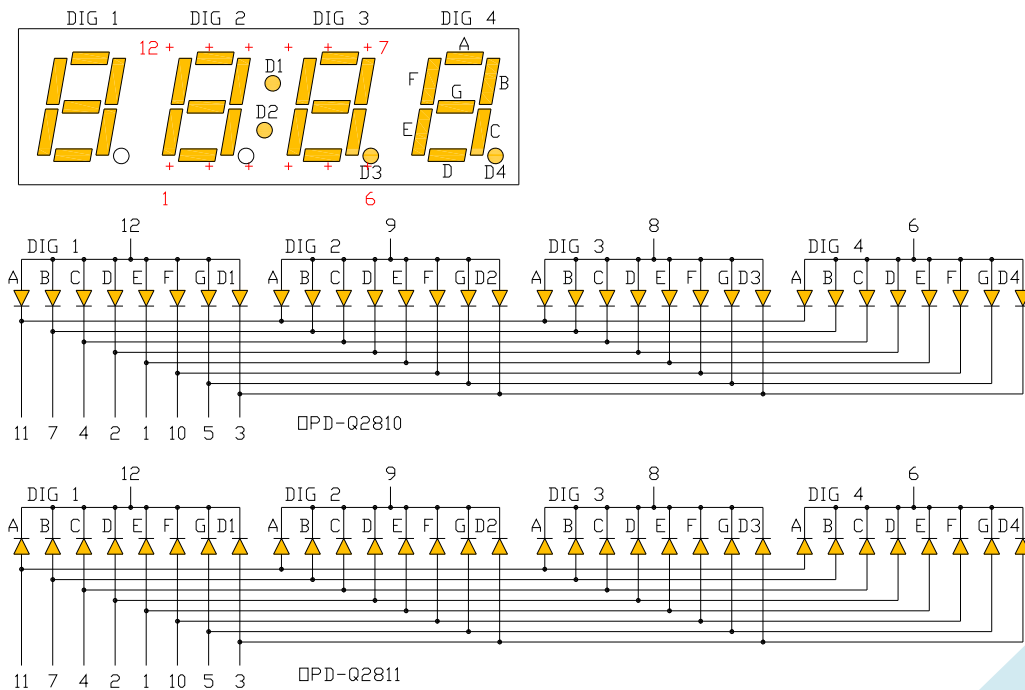 DIG 1 DIG 2 DIG 3 DIG 4
12 + + + + + + 7 A
D1
F B
G
D2
E C
+ + + + + +
D3 D D4
1 6
12 9 8 6
DIG 1 DIG 2 DIG 3 DIG 4
A B C D E F G D1 A B C D E F G D2 A B C D E F G D3 A B C D E F G D4
□PD-Q2810
11 7 4 2 1 10 5 3
12 9 8 6
DIG 1 DIG 2 DIG 3 DIG 4
A B C D E F G D1 A B C D E F G D2 A B C D E F G D3 A B C D E F G D4
□PD-Q2811
11 7 4 2 1 10 5 3